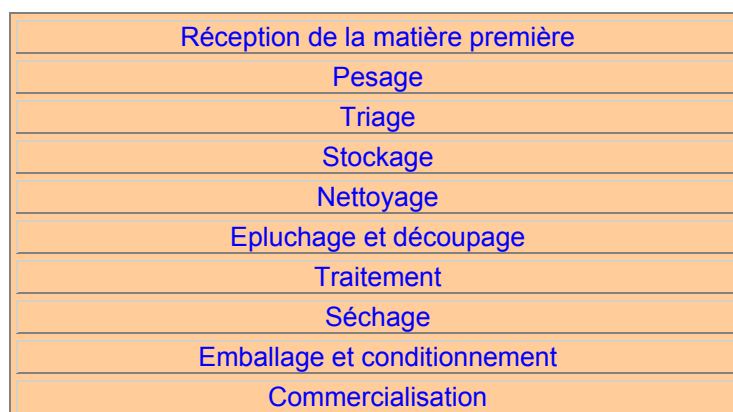 Réception de la matière première
Pesage
Triage
Stockage
Nettoyage
Epluchage et découpage
Traitement
Séchage
Emballage et conditionnement
Commercialisation